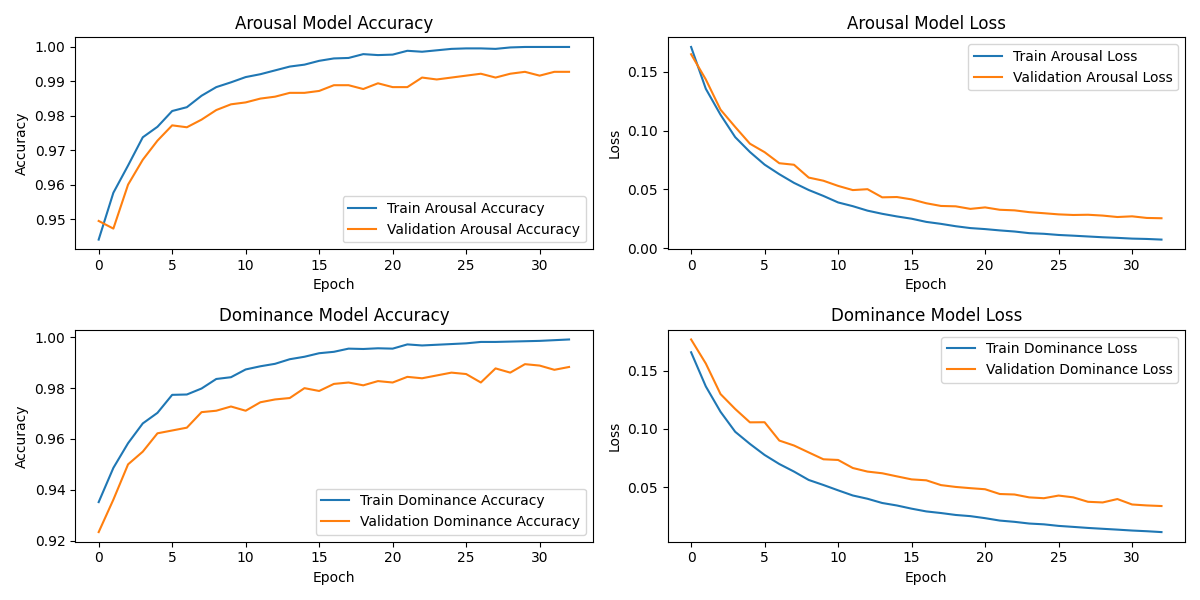 Arousal Model Accuracy
Accuracy
1.00
0.99
0.98
0.97
0.96
0.95
Train Arousal Accuracy
Validation Arousal Accuracy
0 5 10 15 20 25 30
Epoch
Arousal Model Loss
Loss
0.15
0.10
0.05
0.00
Train Arousal Loss
Validation Arousal Loss
0 5 10 15 20 25 30
Epoch
Dominance Model Accuracy
Accuracy
1.00
0.98
0.96
0.94
0.92
Train Dominance Accuracy
Validation Dominance Accuracy
0 5 10 15 20 25 30
Epoch
Dominance Model Loss
Loss
0.15
0.10
0.05
Train Dominance Loss
Validation Dominance Loss
0 5 10 15 20 25 30
Epoch